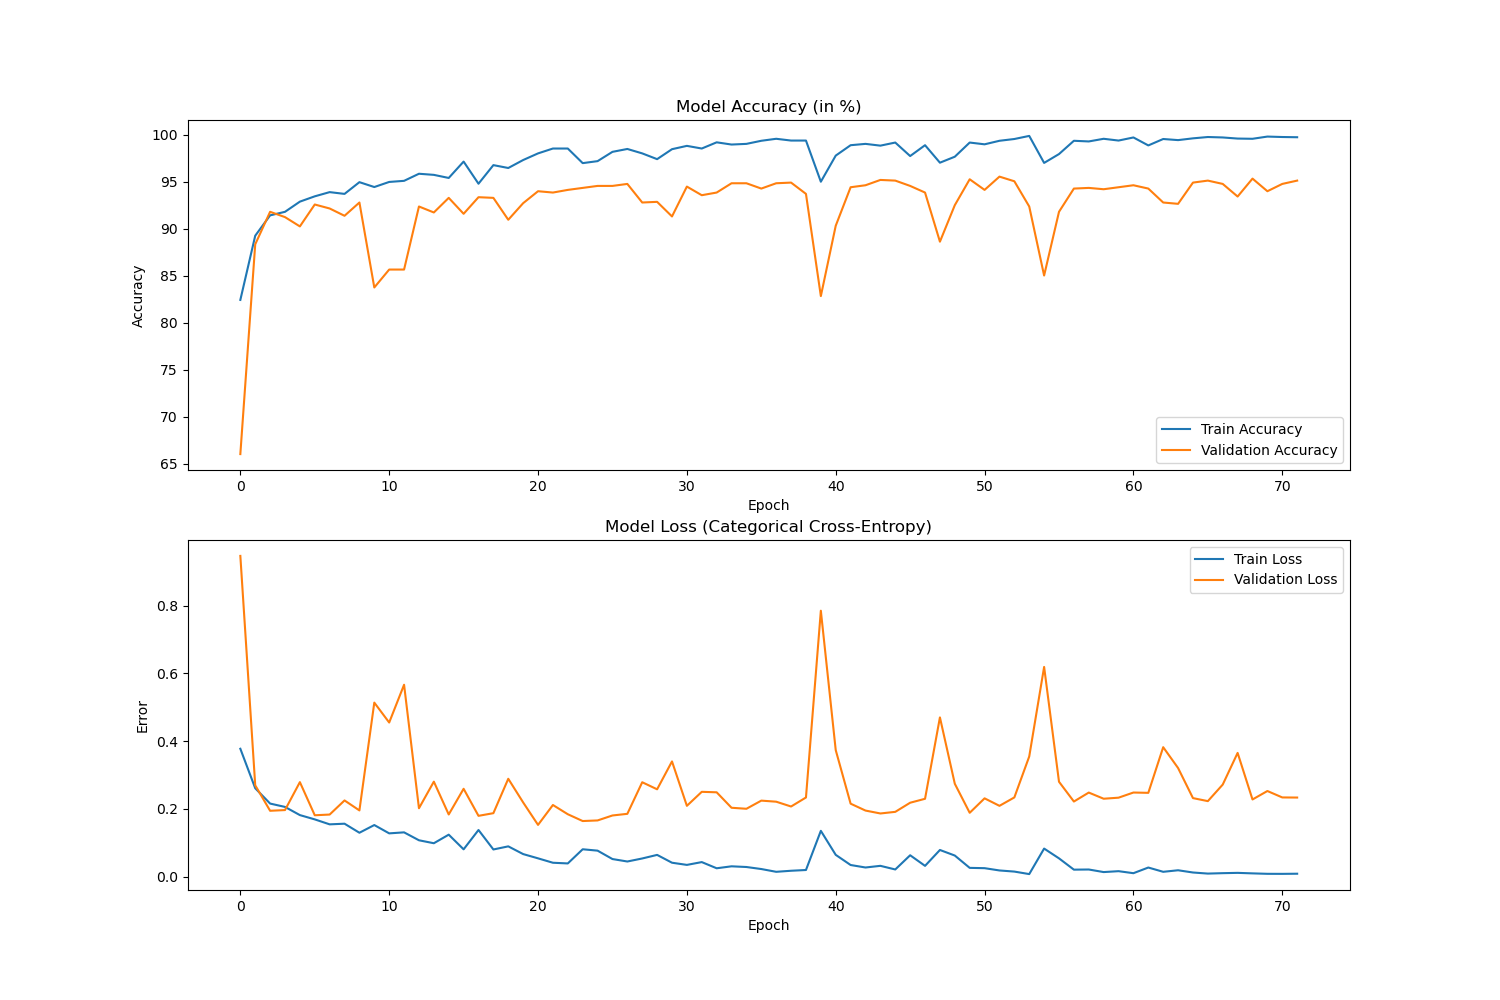 Model Accuracy (in %)
100
95
90
85
80
75
70
65
Accuracy
Train Accuracy
Validation Accuracy
0 10 20 30 40 50 60 70
Epoch
Model Loss (Categorical Cross-Entropy)
Train Loss
Validation Loss
0.8
0.6
0.4
0.2
0.0
Error
0 10 20 30 40 50 60 70
Epoch